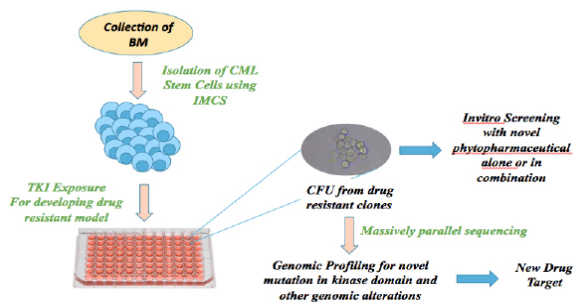 Collection of
BM
Isolation of CML
Stem Cells using
IMCS
TKI Exposure
For developing drug
resistant model
CFU from drug
resistant clones
Invitro Screening
with novel
phytopharmaceutical
alone or in
combination
Massively parallel sequencing
Genomic Profiling for novel
mutation in kinase domain
and other genomic alterations
New Drug
Target